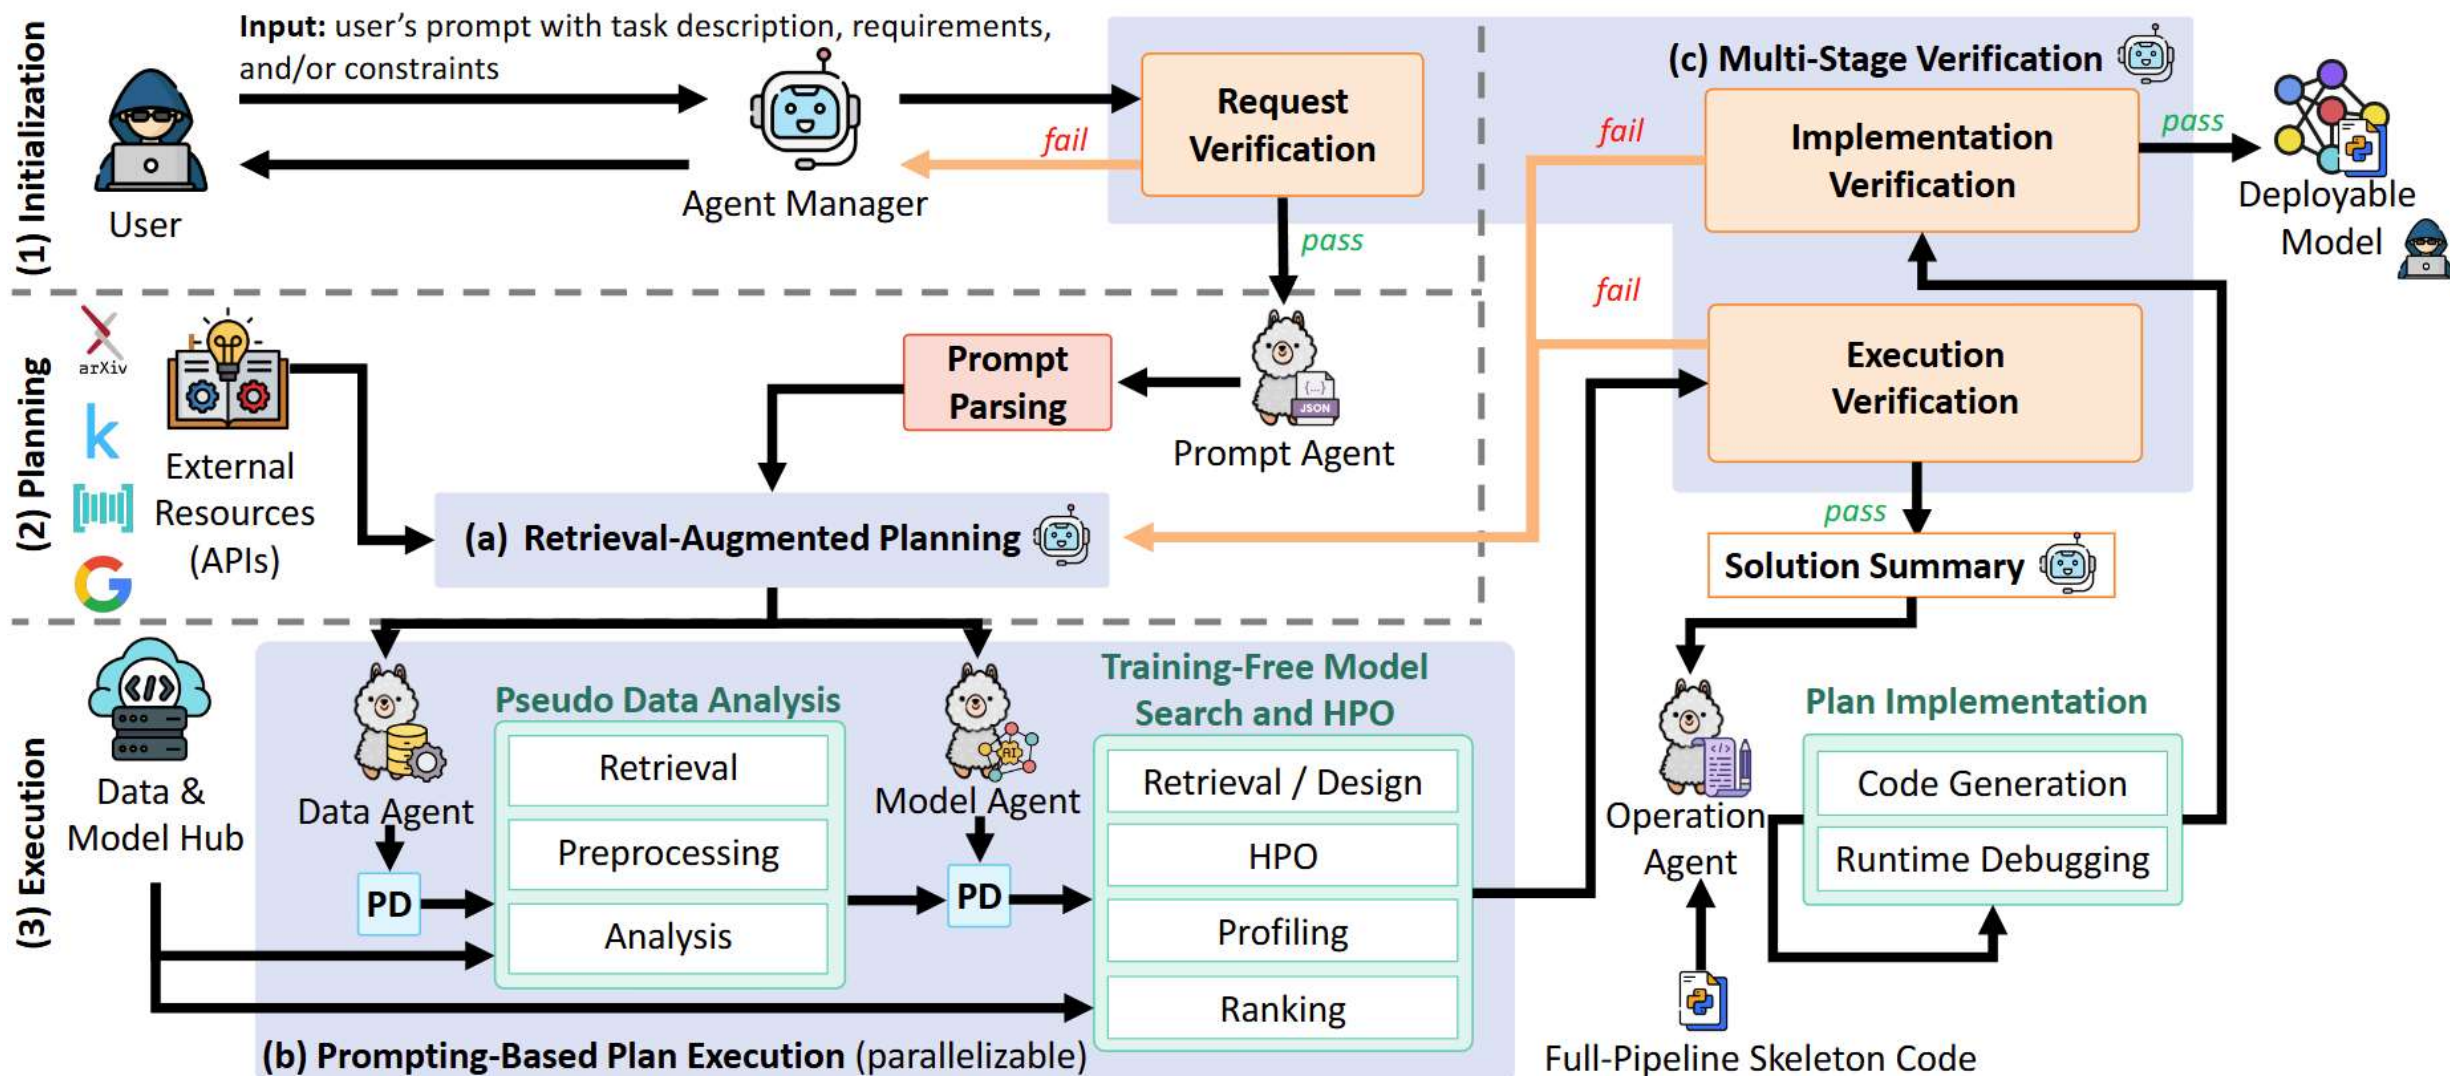 Input: user's prompt with task description, requirements,
and/or constraints
(1) Initialization
User
Agent Manager
fail
Request
Verification
pass
(c) Multi-Stage Verification
fail
Implementation
Verification
pass
Deployable
Model
(2) Planning
arXiv
k
G
External
Resources
(APIs)
Prompt
Parsing
{...}
JSON
Prompt Agent
(a) Retrieval-Augmented Planning
fail
Execution
Verification
pass
Solution Summary
(3) Execution
</>
Data &
Model Hub
Data Agent
PD
Pseudo Data Analysis
Retrieval
Preprocessing
Analysis
AI
Model Agent
PD
Training-Free Model
Search and HPO
Retrieval / Design
HPO
Profiling
Ranking
(b) Prompting-Based Plan Execution (parallelizable)
</>
Operation
Agent
Plan Implementation
Code Generation
Runtime Debugging
Full-Pipeline Skeleton Code